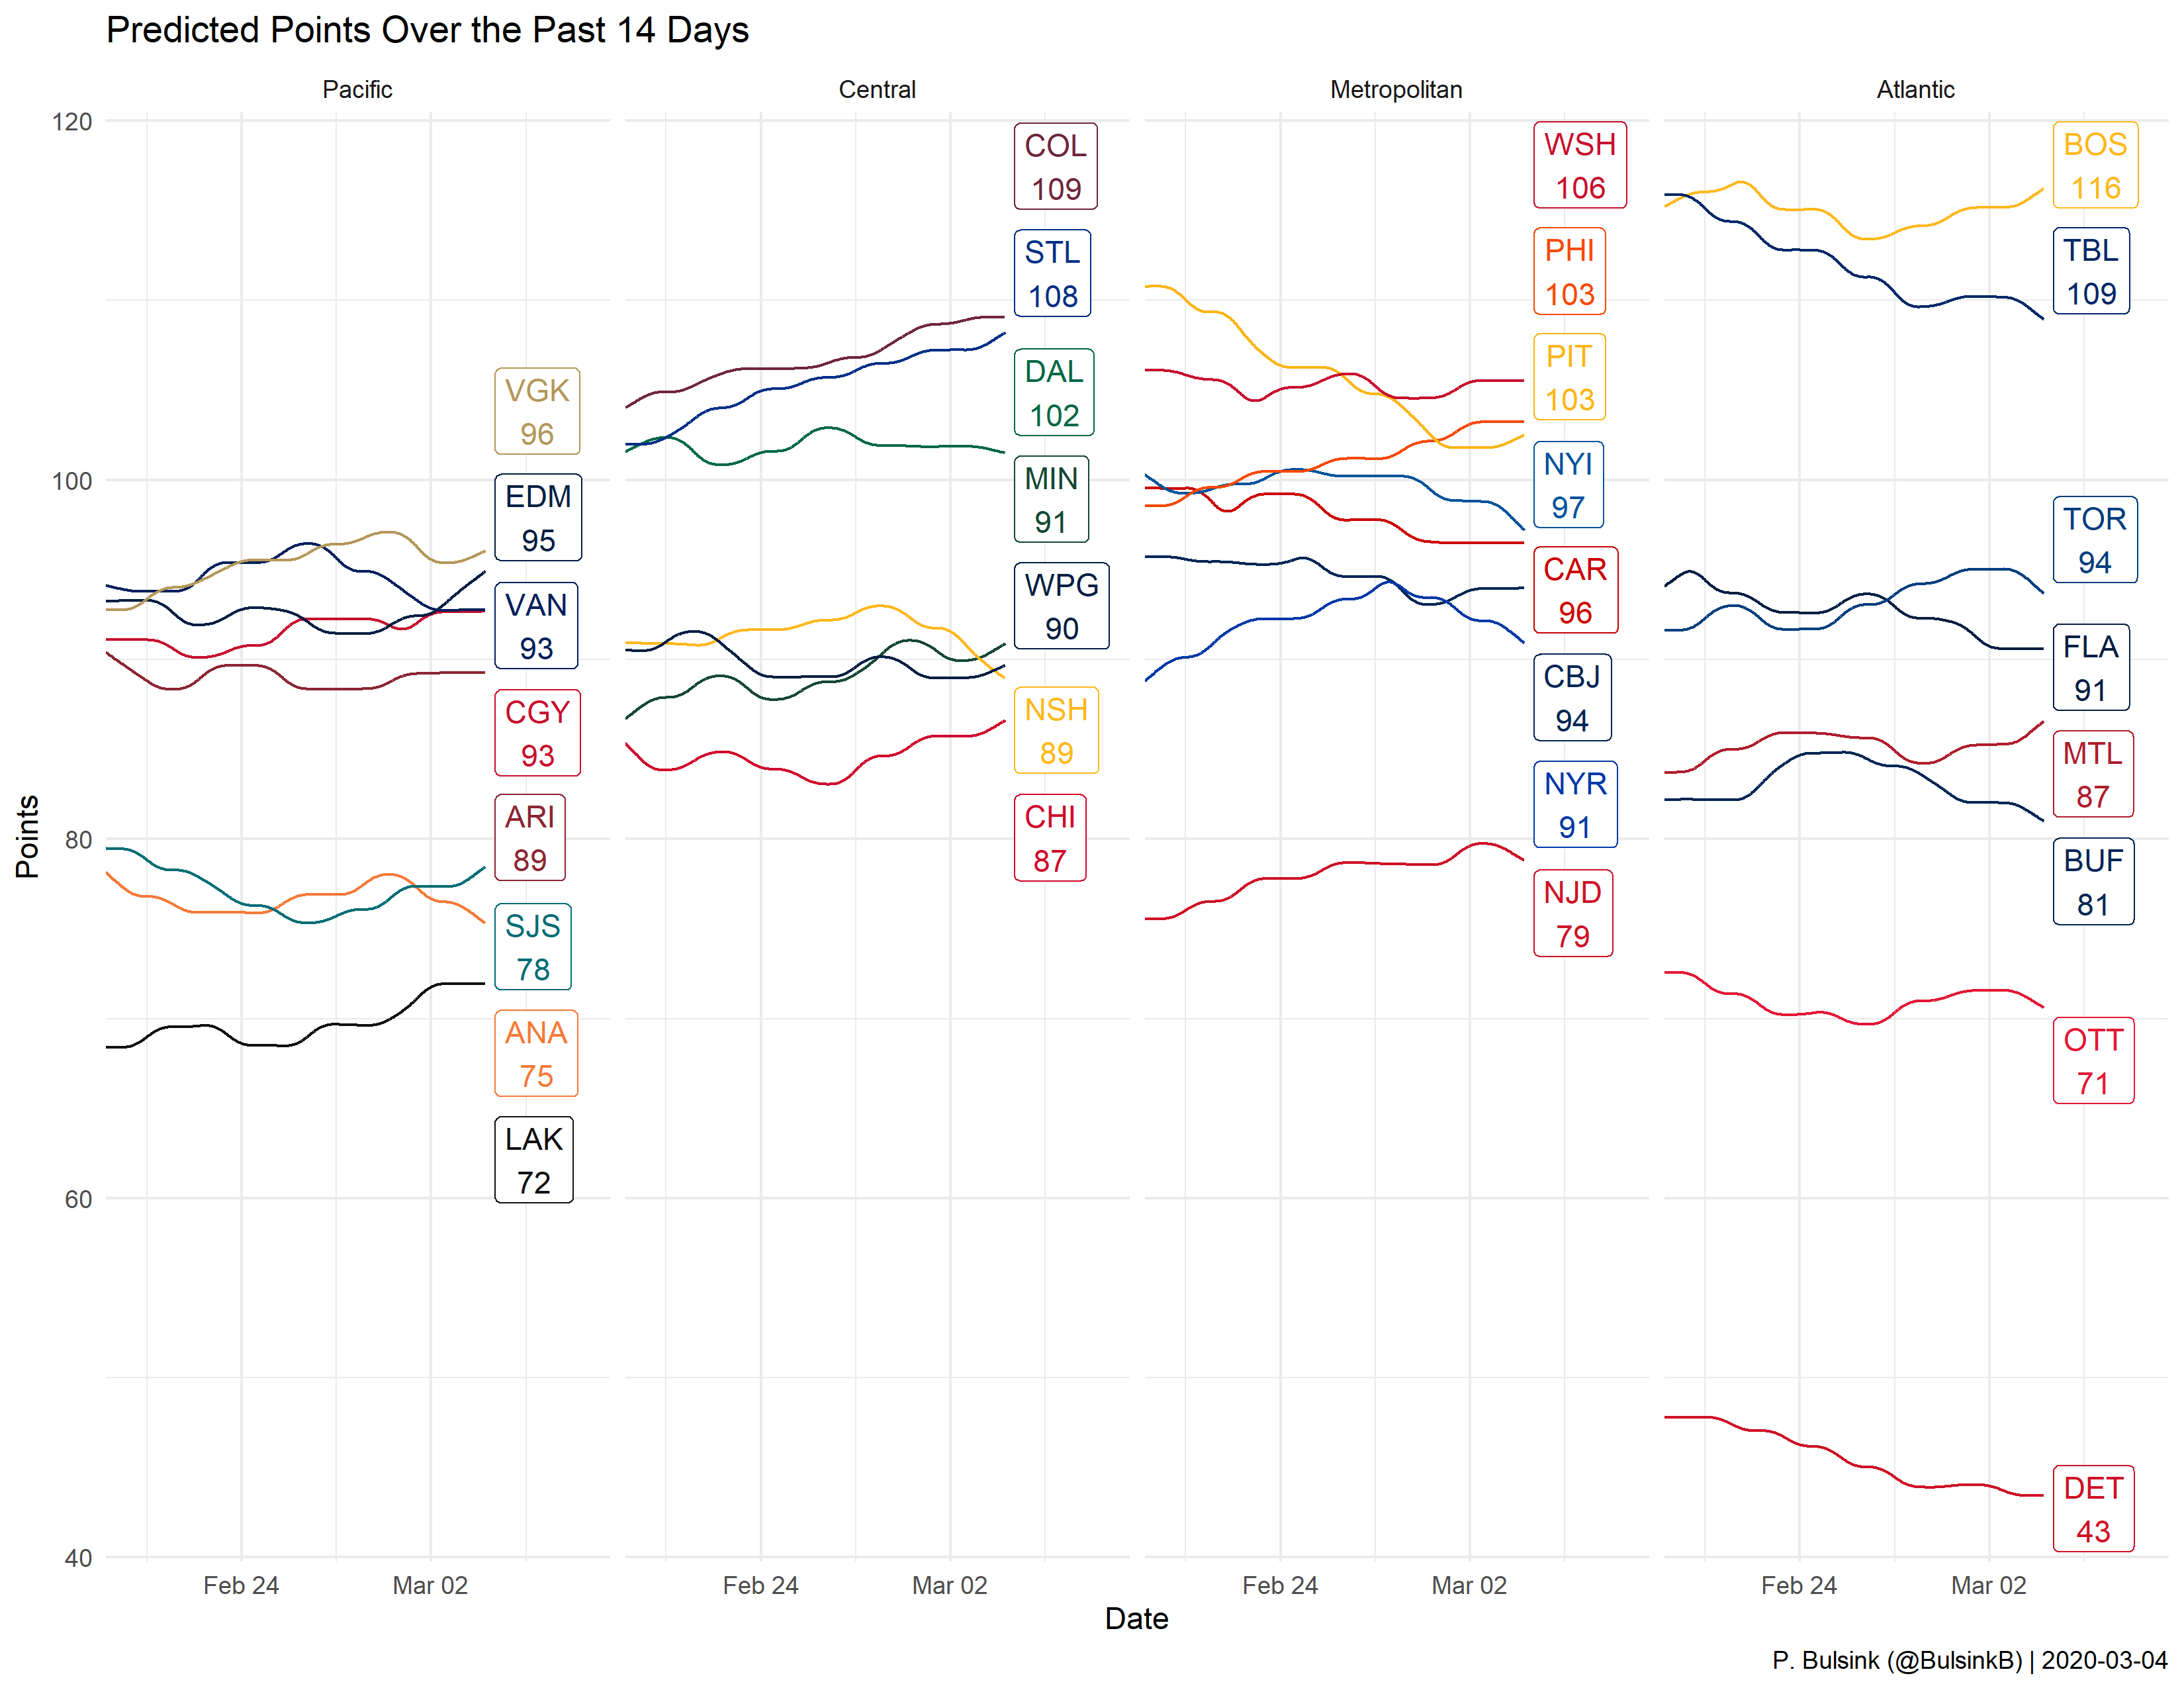 Predicted Points Over the Past 14 Days
Pacific
Central
Metropolitan
Atlantic
Points
120
100
80
60
40
VGK
96
EDM
95
VAN
93
CGY
93
ARI
89
SJS
78
ANA
75
LAK
72
COL
109
STL
108
DAL
102
MIN
91
WPG
90
NSH
89
CHI
87
WSH
106
PHI
103
PIT
103
NYI
97
CAR
96
CBJ
94
NYR
91
NJD
79
BOS
116
TBL
109
TOR
94
FLA
91
MTL
87
BUF
81
OTT
71
DET
43
Feb 24
Mar 02
Feb 24
Mar 02
Feb 24
Mar 02
Feb 24
Mar 02
Date
P. Bulsink (@BulsinkB) | 2020-03-04